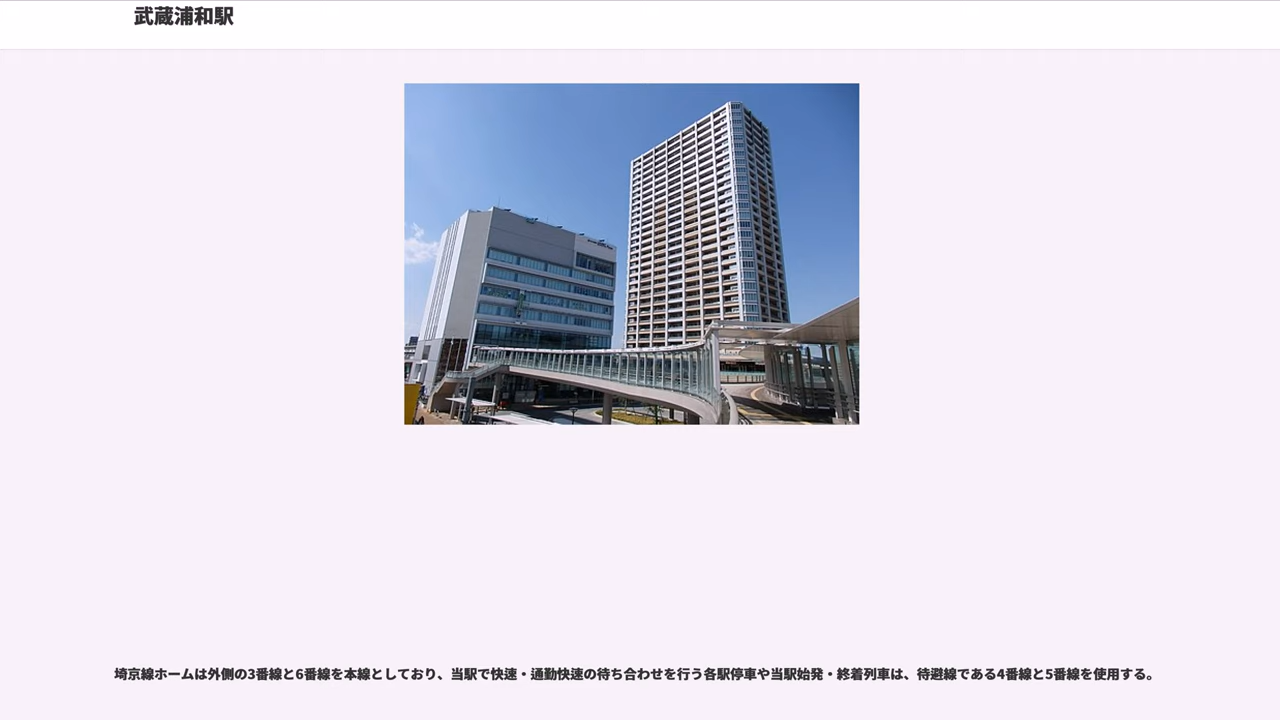 武蔵浦和駅
埼京線ホームは外側の3番線と6番線を本線としており、当駅で快速・通勤快速の待ち合わせを行う各駅停車や当駅始発・終着列車は、待避線である4番線と5番線を使用する。